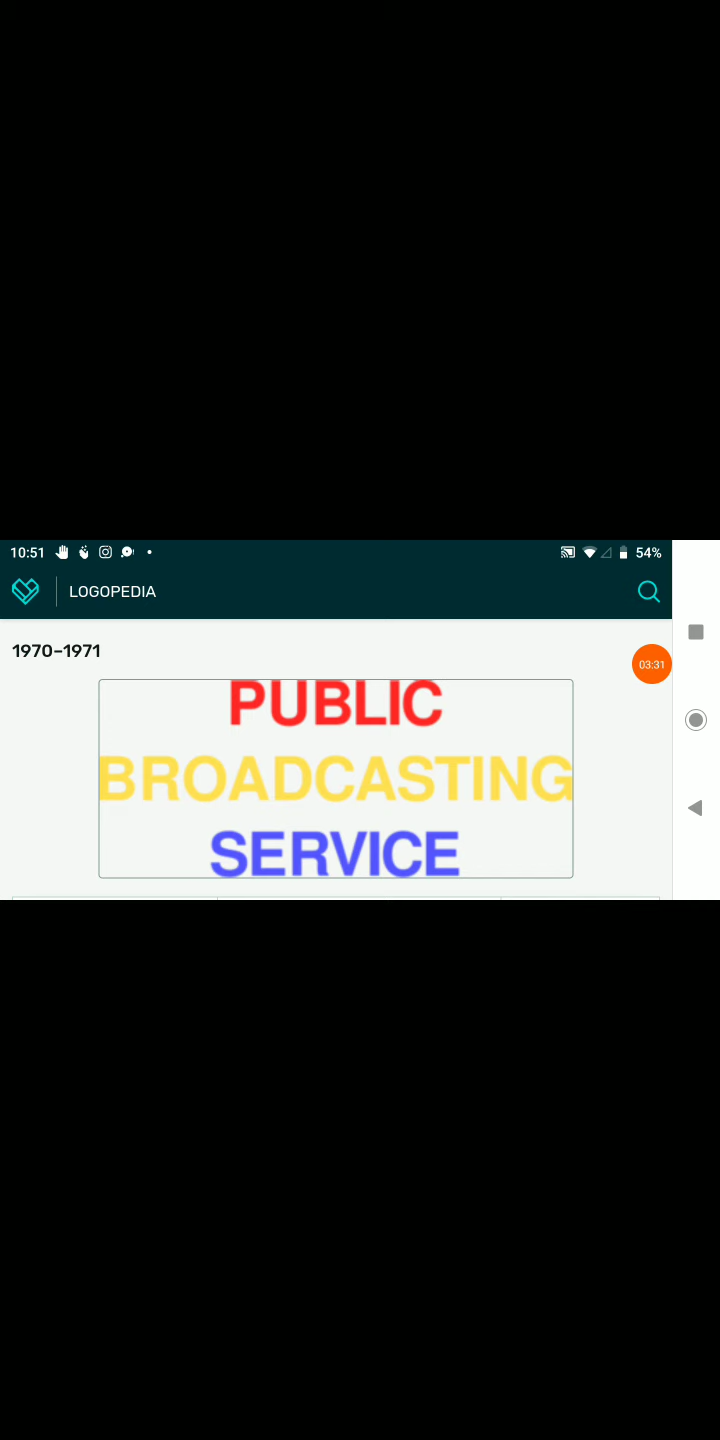 10:51 54%
LOGOPEDIA
1970-1971
03:31
PUBLIC
BROADCASTING
SERVICE